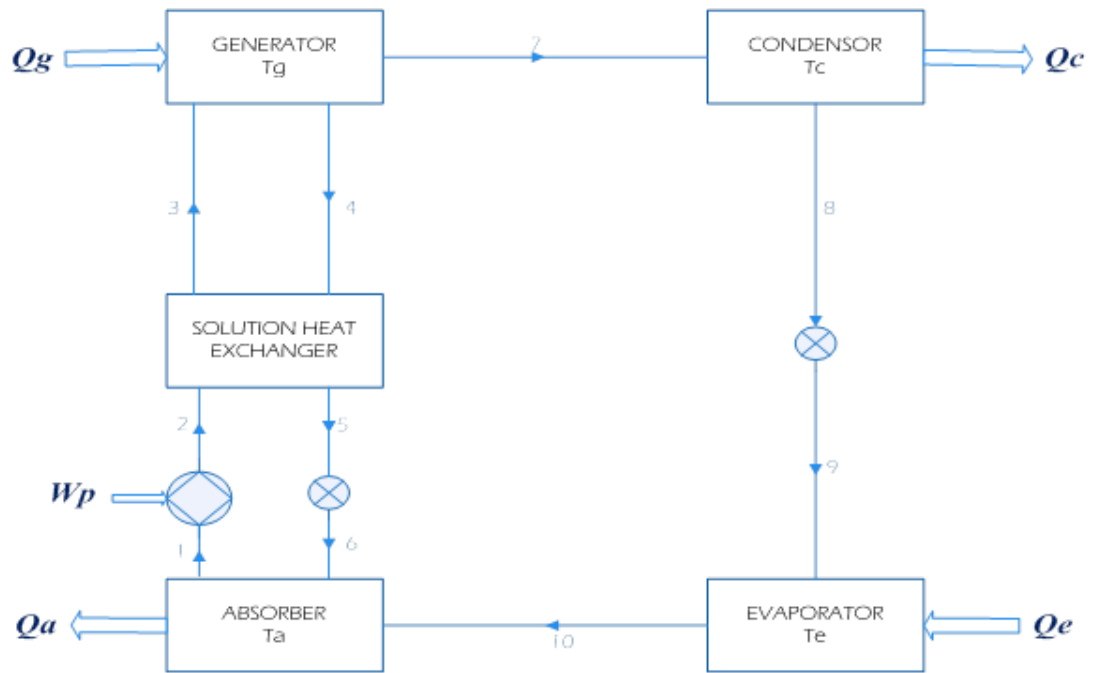 Qg
GENERATOR
Tg
7
CONDENSOR
Tc
Qc
3
4
8
SOLUTION HEAT
EXCHANGER
2
5
9
Wp
1
6
Qa
ABSORBER
Ta
10
EVAPORATOR
Te
Qe